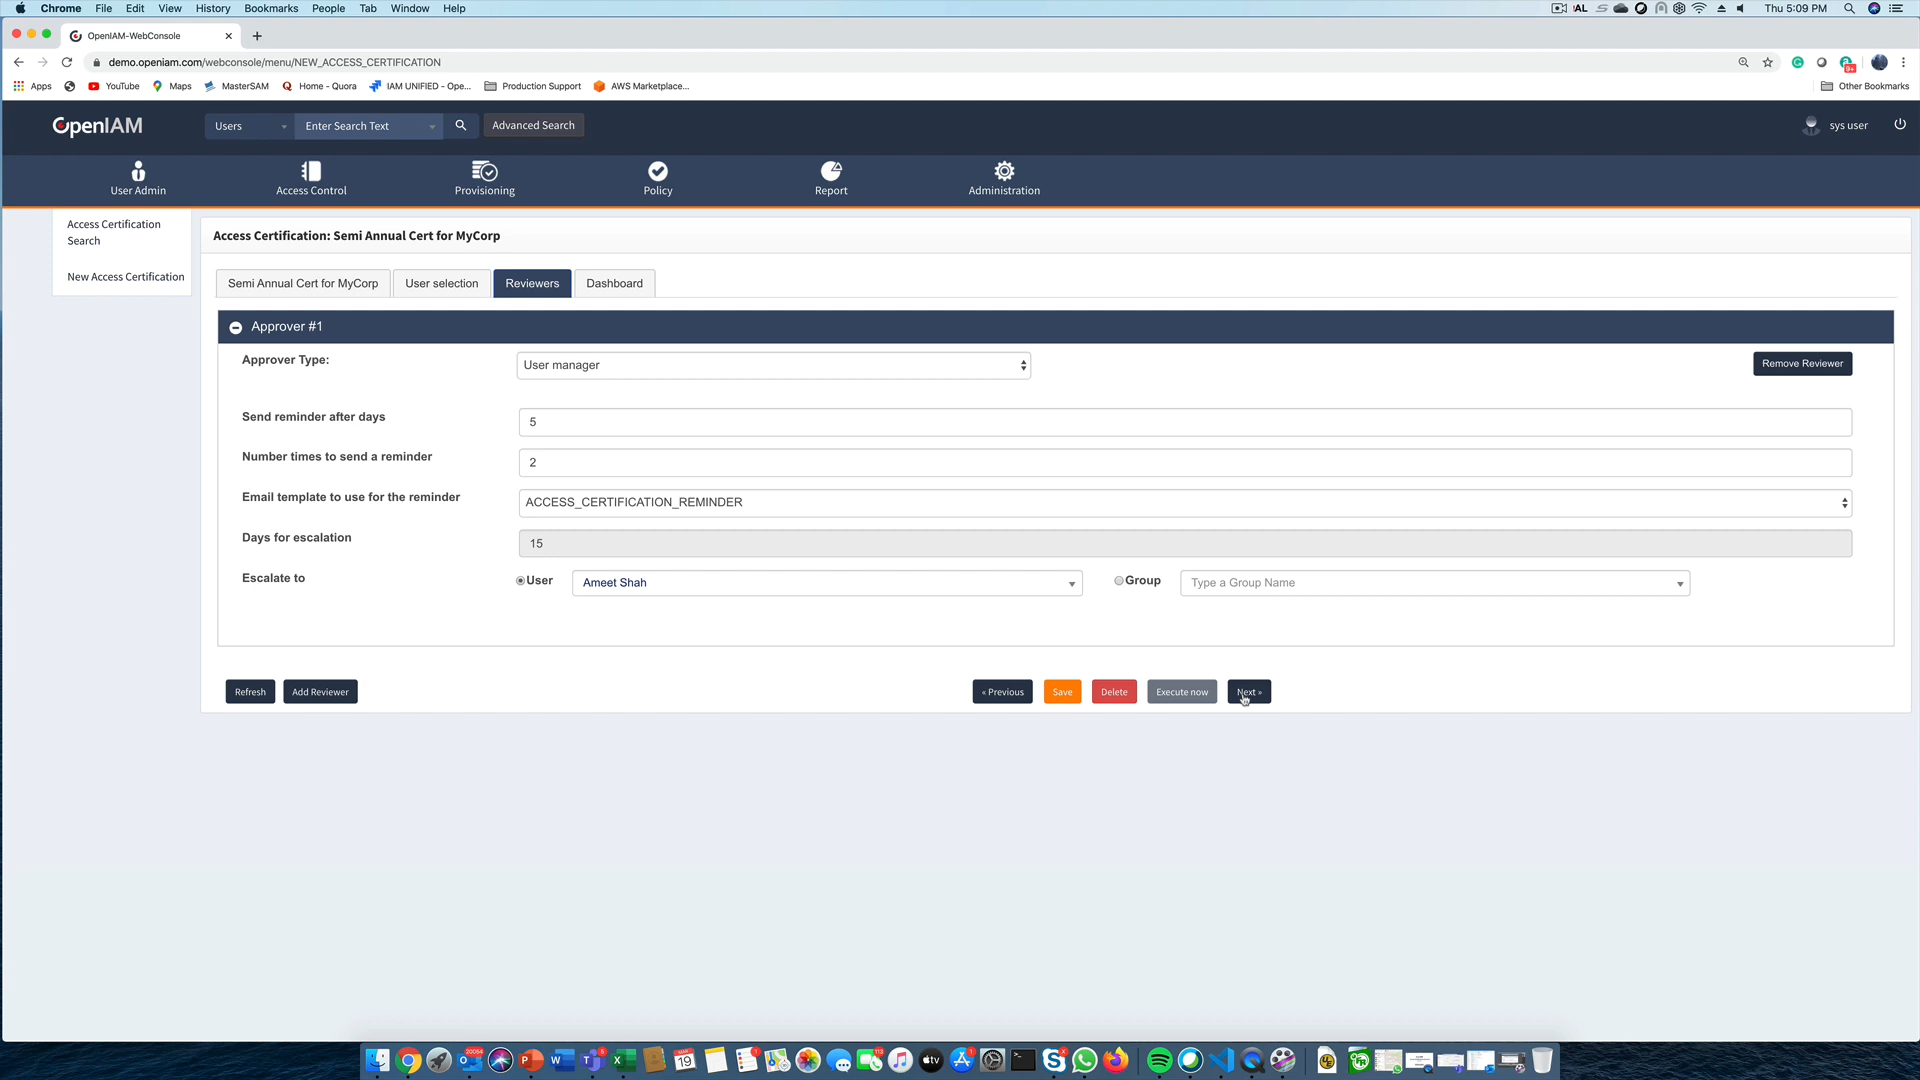 Chrome File Edit View History Bookmarks People Tab Window Help
Thu 5:09 PM
OpenIAM-WebConsole
demo.openiam.com/webconsole/menu/NEW_ACCESS_CERTIFICATION
Apps YouTube Maps MasterSAM Home - Quora IAM UNIFIED - Ope... Production Support AWS Marketplace... Other Bookmarks
OpenIAM Users Enter Search Text Advanced Search sys user
User Admin Access Control Provisioning Policy Report Administration
Access Certification Search
New Access Certification
Access Certification: Semi Annual Cert for MyCorp
Semi Annual Cert for MyCorp User selection Reviewers Dashboard
Approver #1
Approver Type: User manager Remove Reviewer
Send reminder after days 5
Number times to send a reminder 2
Email template to use for the reminder ACCESS_CERTIFICATION_REMINDER
Days for escalation 15
Escalate to User Ameet Shah Group Type a Group Name
Refresh Add Reviewer « Previous Save Delete Execute now Next »